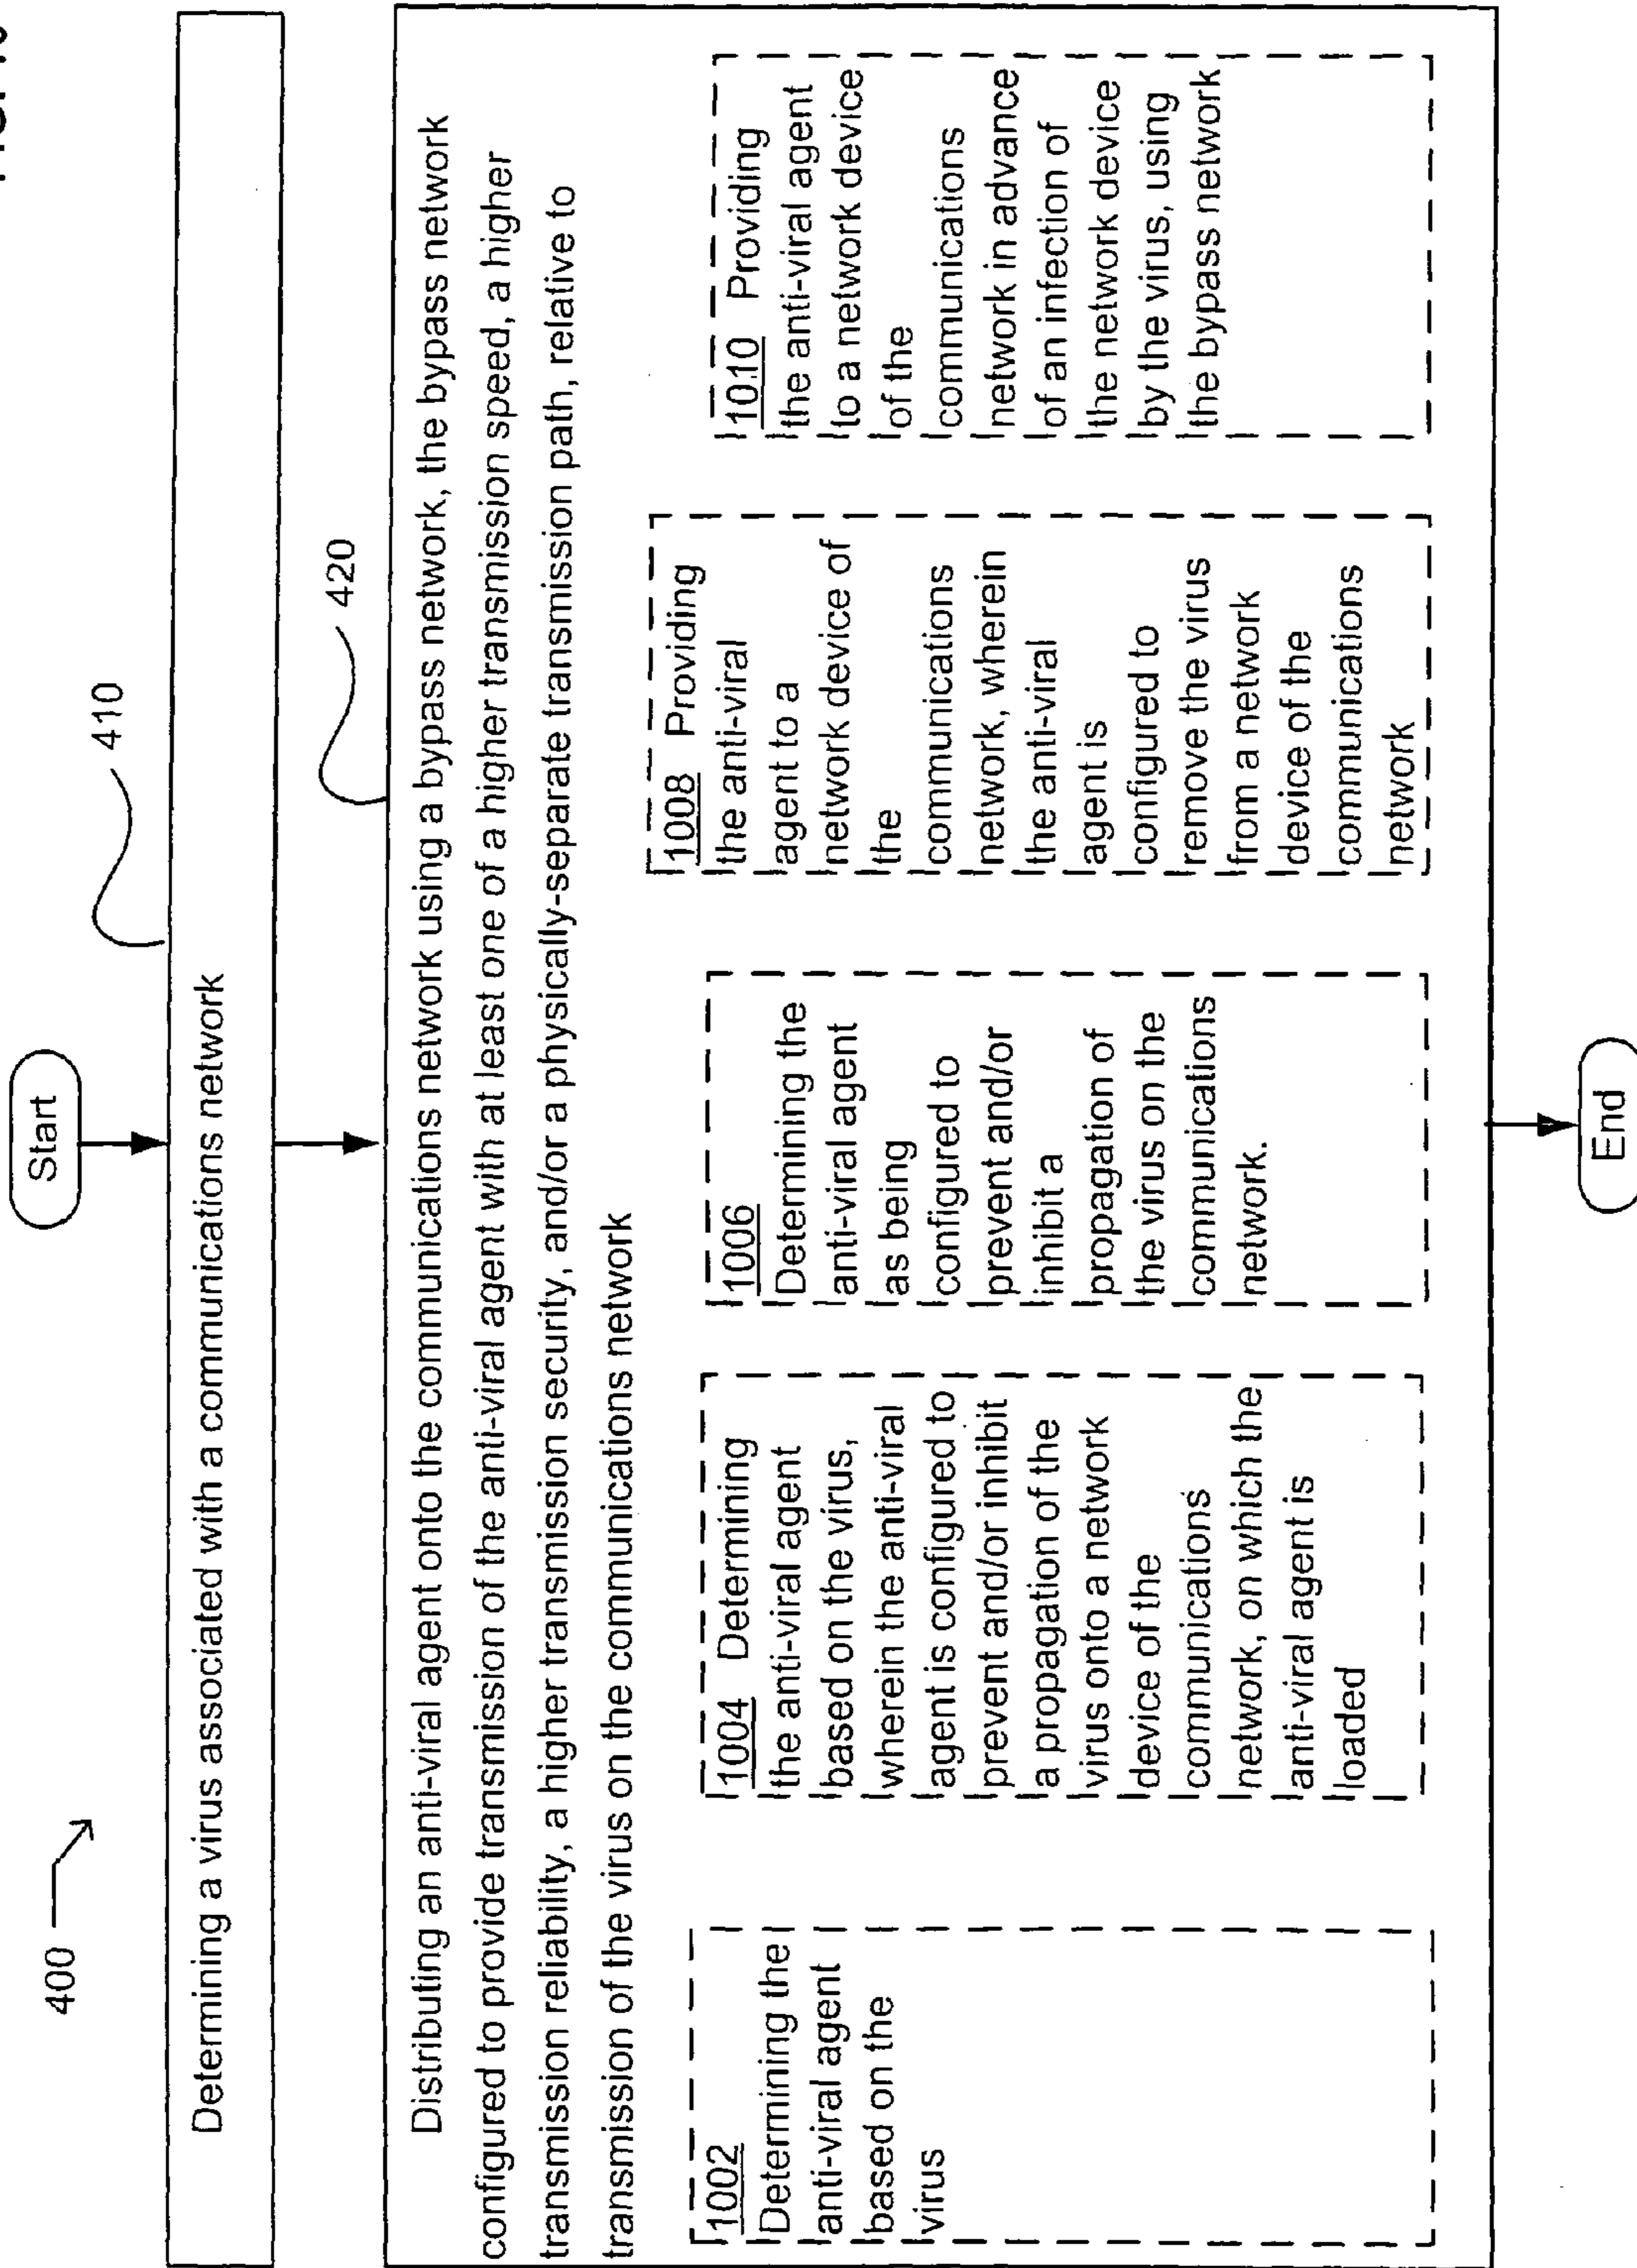 400
Start
410
Determining a virus associated with a communications network
420
Distributing an anti-viral agent onto the communications network using a bypass network, the bypass network
configured to provide transmission of the anti-viral agent with at least one of a higher transmission speed, a higher
transmission reliability, a higher transmission security, and/or a physically-separate transmission path, relative to
transmission of the virus on the communications network
1002
Determining the
anti-viral agent
based on the
virus
1004 Determining
the anti-viral agent
based on the virus,
wherein the anti-viral
agent is configured to
prevent and/or inhibit
a propagation of the
virus onto a network
device of the
communications
network, on which the
anti-viral agent is
loaded
1006
Determining the
anti-viral agent
as being
configured to
prevent and/or
inhibit a
propagation of
the virus on the
communications
network.
1008 Providing
the anti-viral
agent to a
network device of
the
communications
network, wherein
the anti-viral
agent is
configured to
remove the virus
from a network
device of the
communications
network
1010 Providing
the anti-viral agent
to a network device
of the
communications
network in advance
of an infection of
the network device
by the virus, using
the bypass network
End